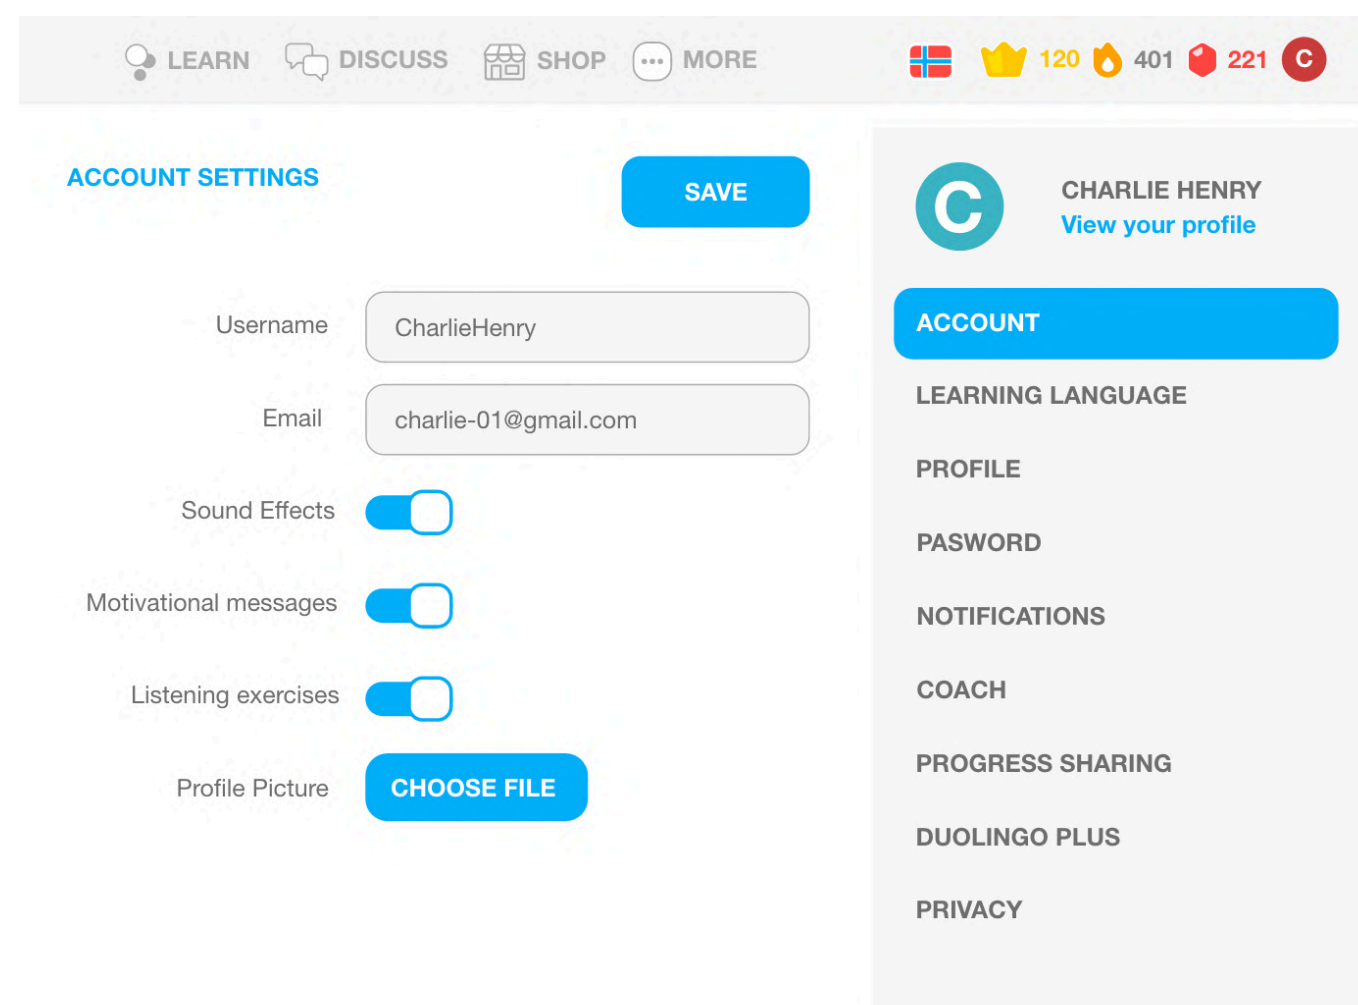 LEARN DISCUSS SHOP MORE 120 401 221 C
ACCOUNT SETTINGS
SAVE
Username CharlieHenry
Email charlie-01@gmail.com
Sound Effects
Motivational messages
Listening exercises
Profile Picture CHOOSE FILE
C
CHARLIE HENRY
View your profile
ACCOUNT
LEARNING LANGUAGE
PROFILE
PASWORD
NOTIFICATIONS
COACH
PROGRESS SHARING
DUOLINGO PLUS
PRIVACY